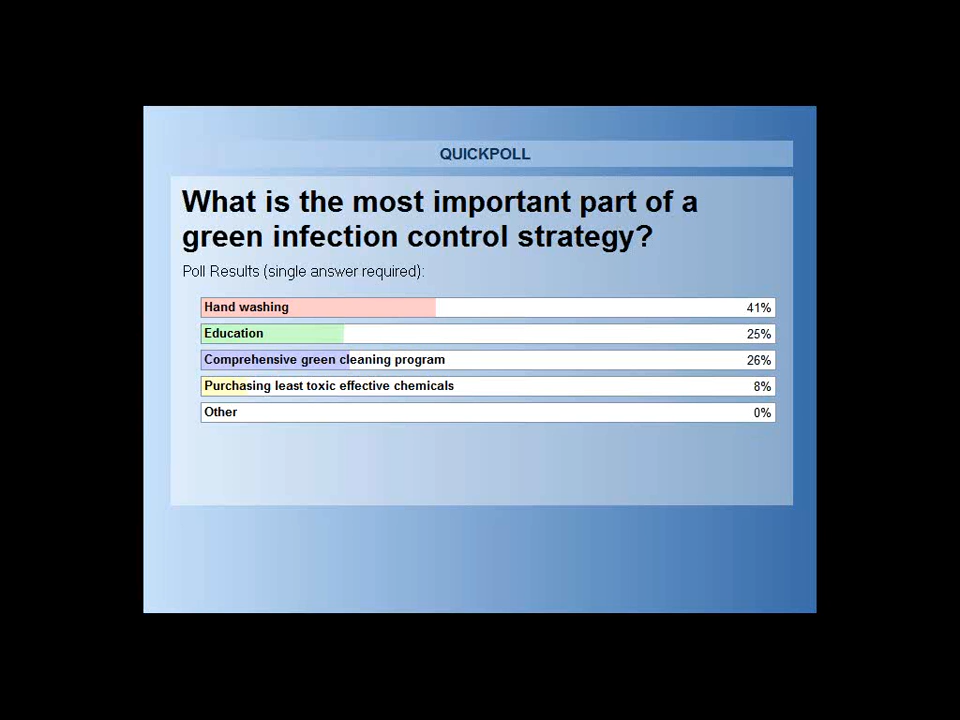 QUICKPOLL
What is the most important part of a
green infection control strategy?
Poll Results (single answer required):
Hand washing 41%
Education 25%
Comprehensive green cleaning program 26%
Purchasing least toxic effective chemicals 8%
Other 0%